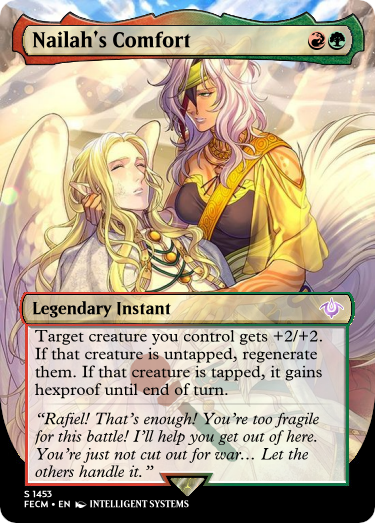 Nailah's Comfort
Legendary Instant
Target creature you control gets +2/+2.
If that creature is untapped, regenerate
them. If that creature is tapped, it gains
hexproof until end of turn.
“Rafiel! That's enough! You're too fragile
for this battle! I'll help you get out of here.
You're just not cut out for war… Let the
others handle it.”
S 1453
FECM • EN INTELLIGENT SYSTEMS